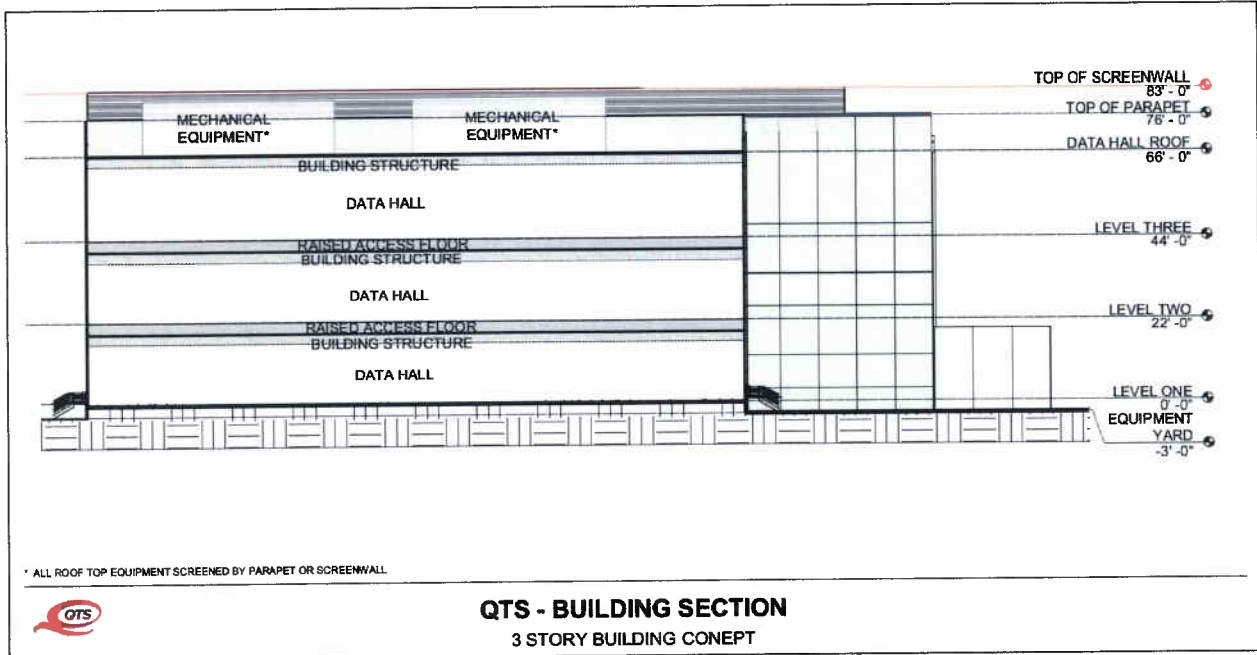 TOP OF SCREENWALL
83' - 0"
MECHANICAL
EQUIPMENT*
MECHANICAL
EQUIPMENT*
TOP OF PARAPET
76' - 0"
DATA HALL ROOF
66' - 0"
BUILDING STRUCTURE
DATA HALL
LEVEL THREE
44' -0"
RAISED ACCESS FLOOR
BUILDING STRUCTURE
DATA HALL
LEVEL TWO
22' -0"
RAISED ACCESS FLOOR
BUILDING STRUCTURE
DATA HALL
LEVEL ONE
0' -0"
EQUIPMENT
YARD
-3' -0"
* ALL ROOF TOP EQUIPMENT SCREENED BY PARAPET OR SCREENWALL
QTS
QTS - BUILDING SECTION
3 STORY BUILDING CONEPT